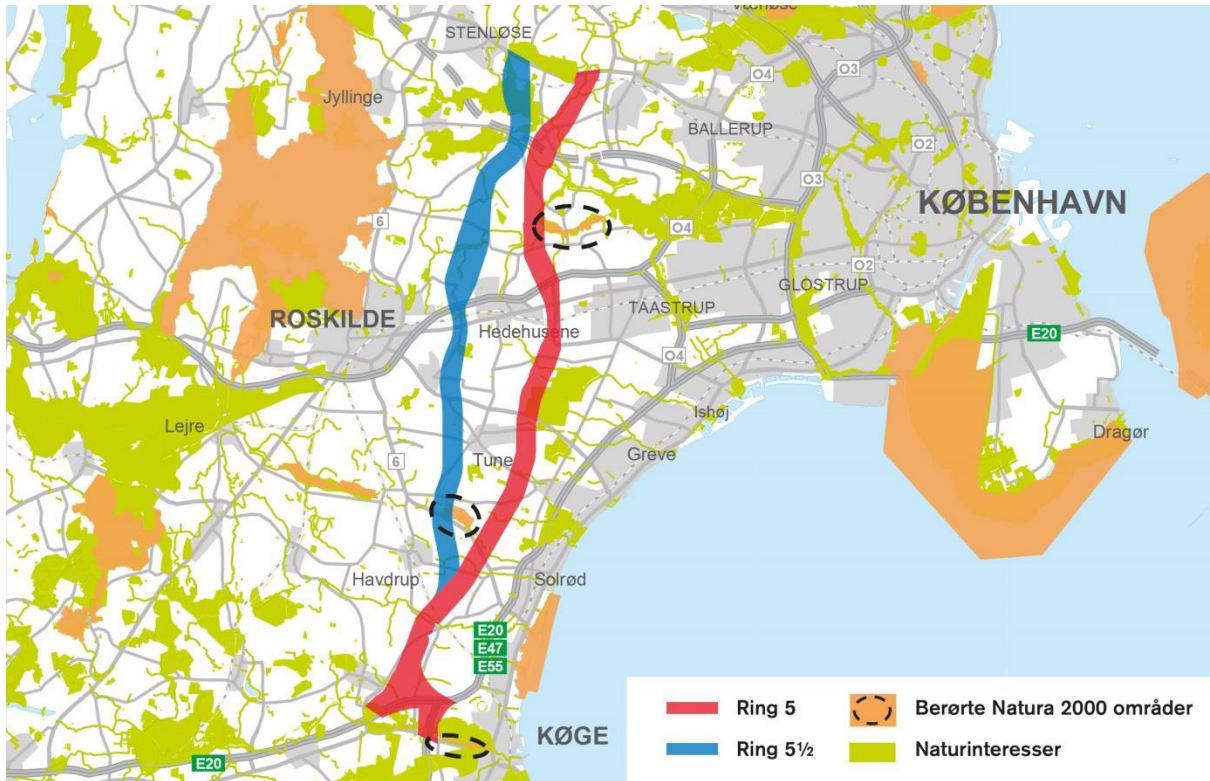 Værløse
STENLØSE
O4
O3
Jyllinge
BALLERUP
O2
O3
KØBENHAVN
6
O4
O2
GLOSTRUP
ROSKILDE
TAASTRUP
Hedehusene
E20
O4
Ishøj
Lejre
Dragør
Greve
Tune
6
Havdrup
Solrød
E20
E47
E55
KØGE
E20
Ring 5
Berørte Natura 2000 områder
Ring 5½
Naturinteresser